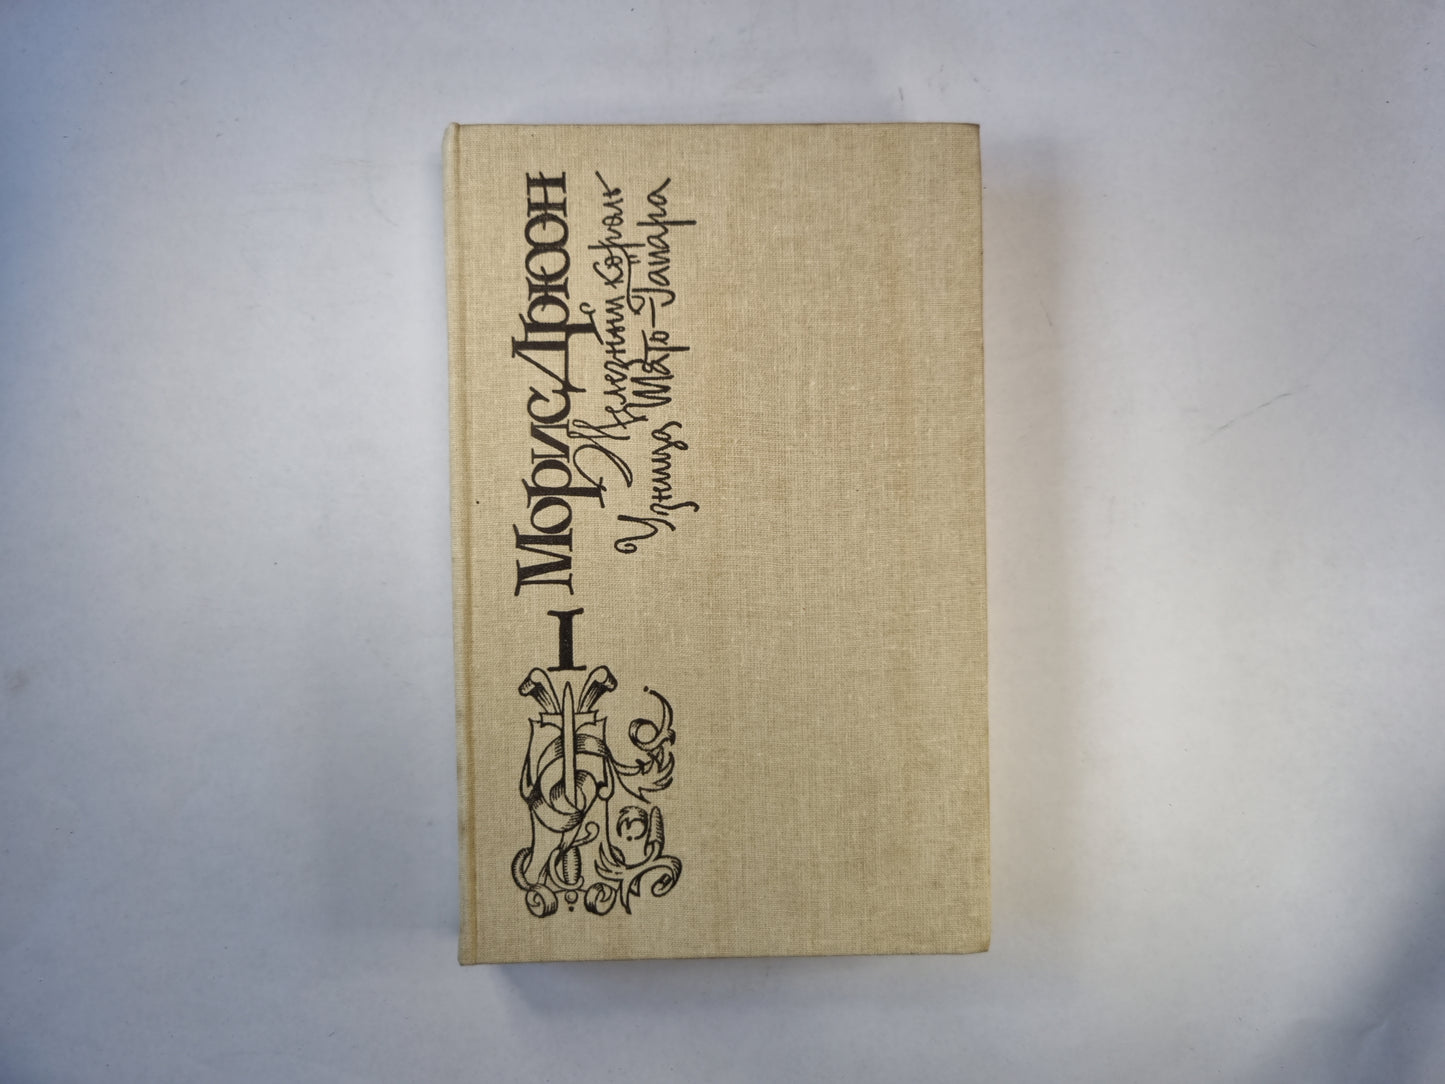 I Морис Дрюон
Железный король
Узница Шато-Гайара